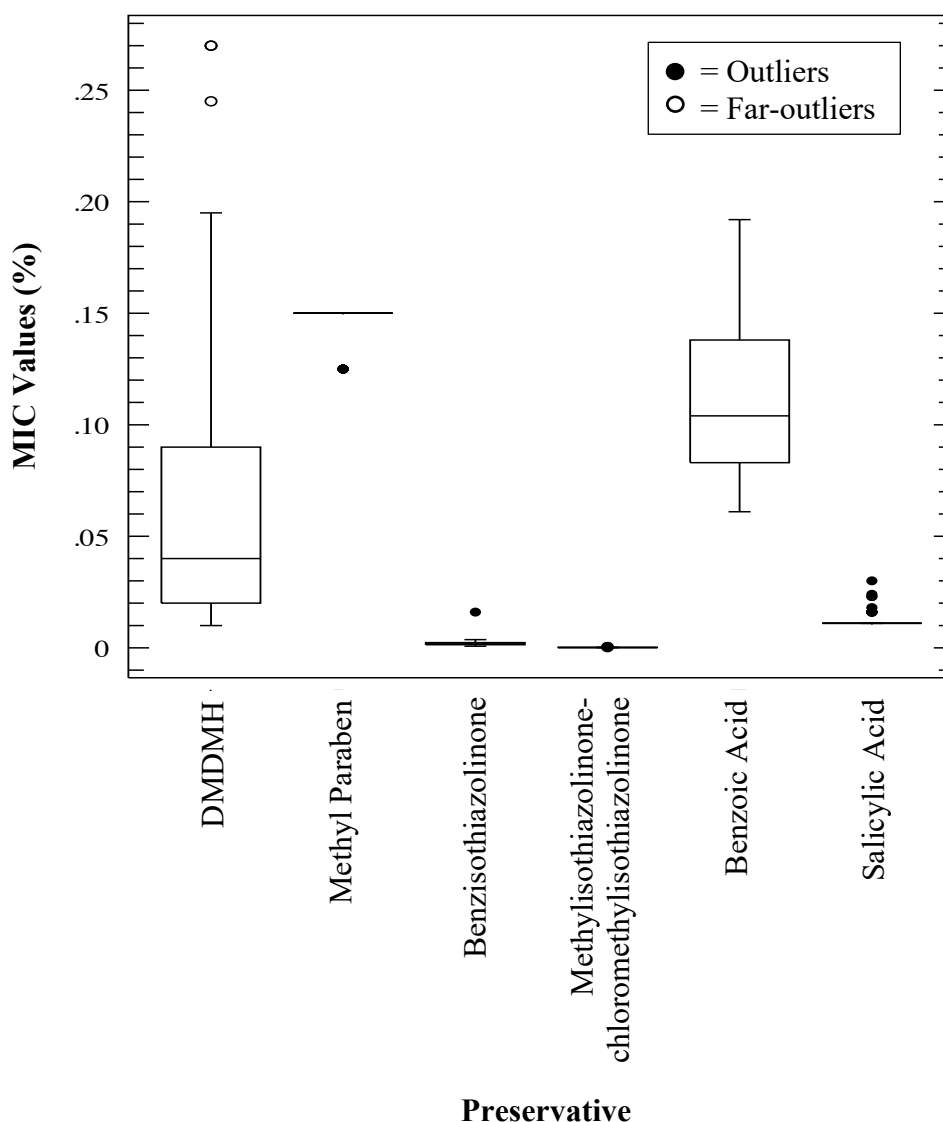 = Outliers
= Far-outliers
MIC Values (%)
.25
.20
.15
.10
.05
0
DMDMH
Methyl Paraben
Benzisothiazolinone
Methylisothiazolinone-
chloromethylisothiazolinone
Benzoic Acid
Salicylic Acid
Preservative